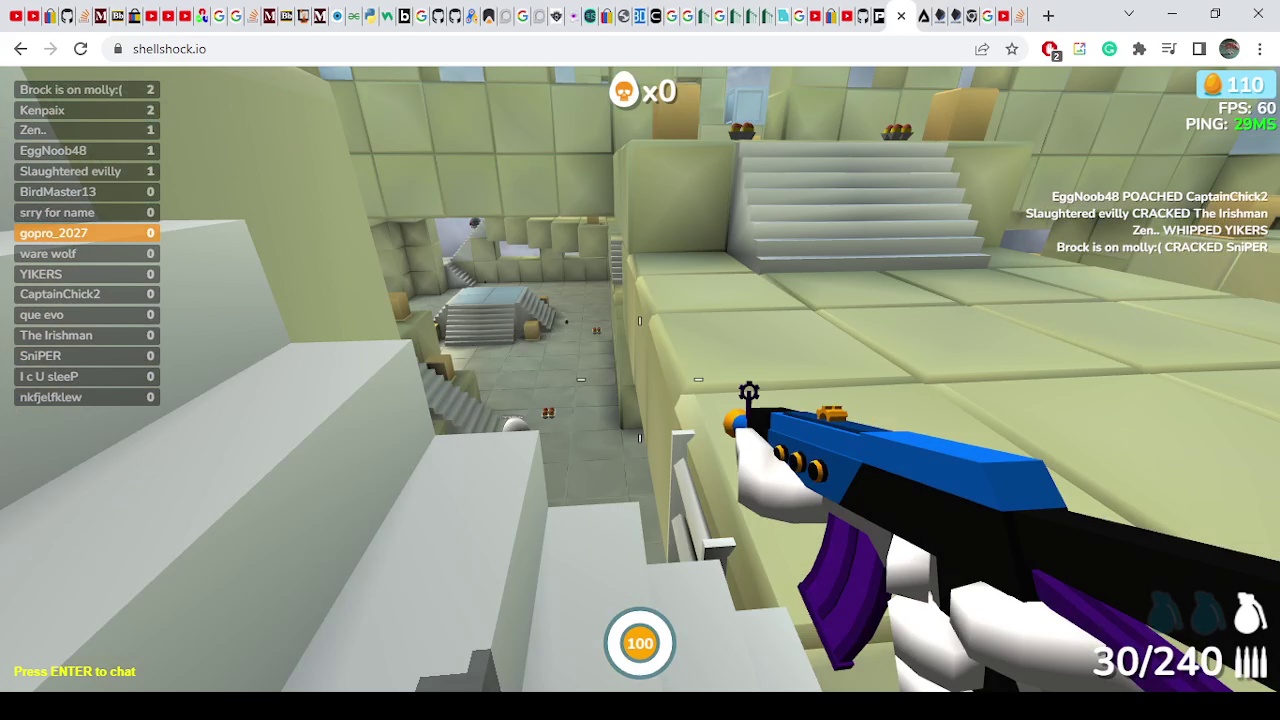 shellshock.io
2
Brock is on molly:( 2
Kenpaix 2
Zen.. 1
EggNoob48 1
Slaughtered evilly 1
BirdMaster13 0
srry for name 0
gopro_2027 0
ware wolf 0
YIKERS 0
CaptainChick2 0
que evo 0
The Irishman 0
SniPER 0
I c U sleeP 0
nkfjelfklew 0
x0
110
FPS: 60
PING: 29MS
EggNoob48 POACHED CaptainChick2
Slaughtered evilly CRACKED The Irishman
Zen.. WHIPPED YIKERS
Brock is on molly:( CRACKED SniPER
100
30/240
Press ENTER to chat